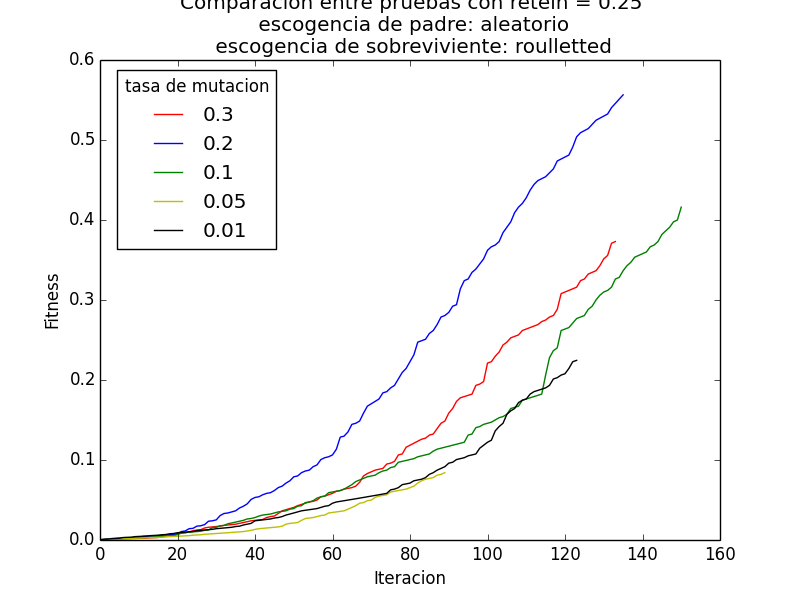 Comparacion entre pruebas con retein = 0.25
escogencia de padre: aleatorio
escogencia de sobreviviente: roulletted
tasa de mutacion
0.3
0.2
0.1
0.05
0.01
Fitness
0.6
0.5
0.4
0.3
0.2
0.1
0.0
0 20 40 60 80 100 120 140 160
Iteracion